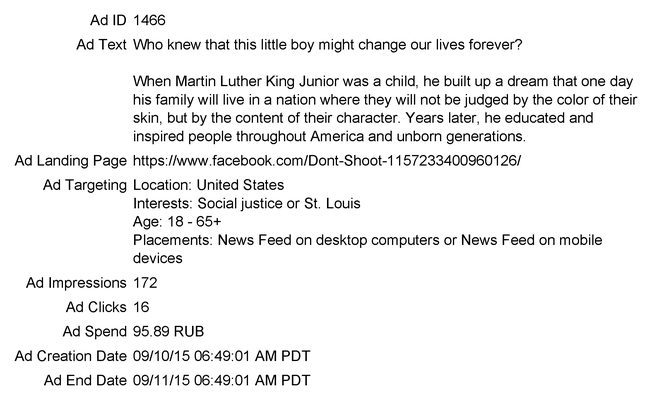 Ad ID 1466
Ad Text Who knew that this little boy might change our lives forever?
When Martin Luther King Junior was a child, he built up a dream that one day
his family will live in a nation where they will not be judged by the color of their
skin, but by the content of their character. Years later, he educated and
inspired people throughout America and unborn generations.
Ad Landing Page https://www.facebook.com/Dont-Shoot-1157233400960126/
Ad Targeting Location: United States
Interests: Social justice or St. Louis
Age: 18 - 65+
Placements: News Feed on desktop computers or News Feed on mobile
devices
Ad Impressions 172
Ad Clicks 16
Ad Spend 95.89 RUB
Ad Creation Date 09/10/15 06:49:01 AM PDT
Ad End Date 09/11/15 06:49:01 AM PDT